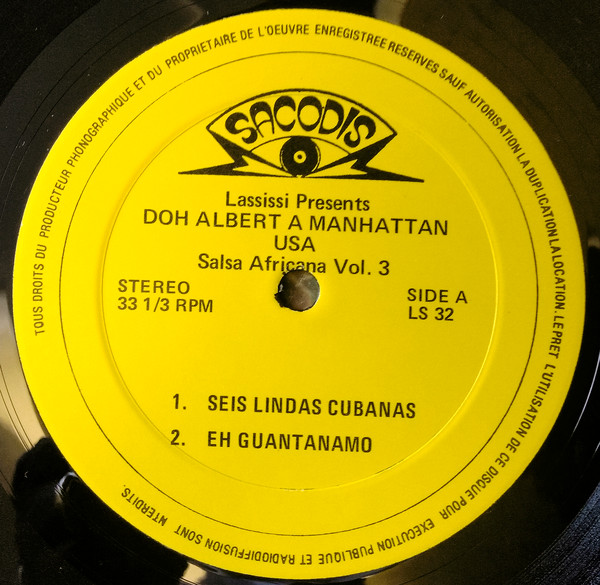 SACODIS
Lassissi Presents
DOH ALBERT A MANHATTAN
USA
Salsa Africana Vol. 3
STEREO
33 1/3 RPM
SIDE A
LS 32
1. SEIS LINDAS CUBANAS
2. EH GUANTANAMO
TOUS DROITS DU PRODUCTEUR PHONOGRAPHIQUE ET DU PROPRIETAIRE DE L'OEUVRE ENREGISTREE RESERVES SAUF AUTORISATION LA DUPLICATION LA LOCATION. LE PRET L'UTILISATION DE CE DISQUE POUR EXECUTION PUBLIQUE ET RADIODIFFUSION SONT INTERDITS.